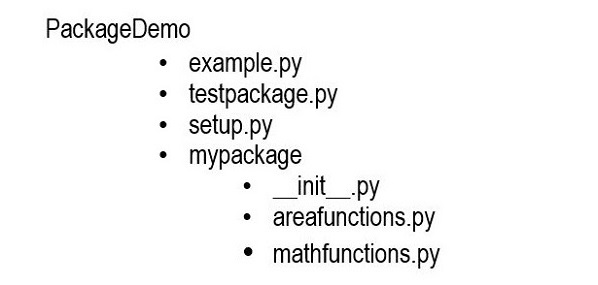 PackageDemo
• example.py
• testpackage.py
• setup.py
• mypackage
• __init__.py
• areafunctions.py
• mathfunctions.py